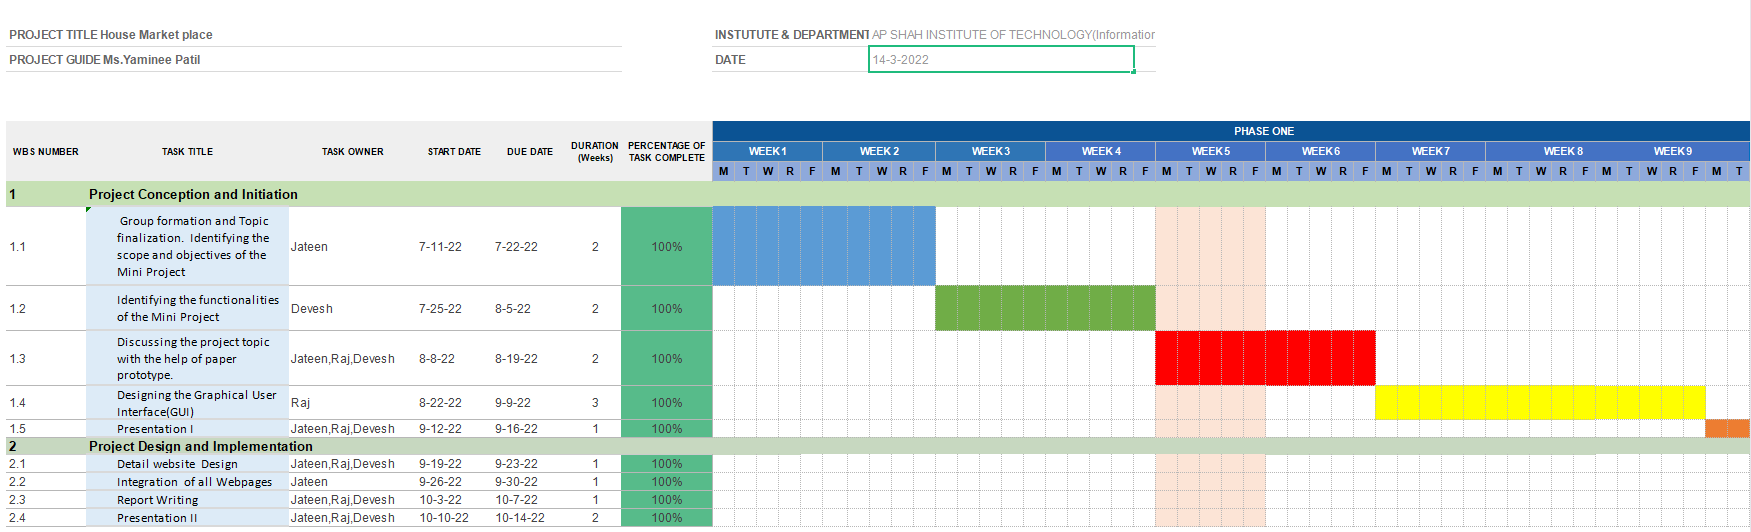 PROJECT TITLE House Market place
INSTUTUTE & DEPARTMENT AP SHAH INSTITUTE OF TECHNOLOGY(Information
PROJECT GUIDE Ms.Yaminee Patil
DATE 14-3-2022
PHASE ONE
WBS NUMBER TASK TITLE TASK OWNER START DATE DUE DATE DURATION (Weeks) PERCENTAGE OF TASK COMPLETE
WEEK 1 WEEK 2 WEEK 3 WEEK 4 WEEK 5 WEEK 6 WEEK 7 WEEK 8 WEEK 9
M T W R F M T W R F M T W R F M T W R F M T W R F M T W R F M T W R F M T W R F M T W R F M T
1 Project Conception and Initiation
1.1 Group formation and Topic
finalization. Identifying the
scope and objectives of the
Mini Project
Jateen 7-11-22 7-22-22 2 100%
1.2 Identifying the functionalities
of the Mini Project
Devesh 7-25-22 8-5-22 2 100%
1.3 Discussing the project topic
with the help of paper
prototype.
Jateen,Raj,Devesh 8-8-22 8-19-22 2 100%
1.4 Designing the Graphical User
Interface(GUI)
Raj 8-22-22 9-9-22 3 100%
1.5 Presentation I Jateen,Raj,Devesh 9-12-22 9-16-22 1 100%
2 Project Design and Implementation
2.1 Detail website Design Jateen,Raj,Devesh 9-19-22 9-23-22 1 100%
2.2 Integration of all Webpages Jateen 9-26-22 9-30-22 1 100%
2.3 Report Writing Jateen,Raj,Devesh 10-3-22 10-7-22 1 100%
2.4 Presentation II Jateen,Raj,Devesh 10-10-22 10-14-22 2 100%